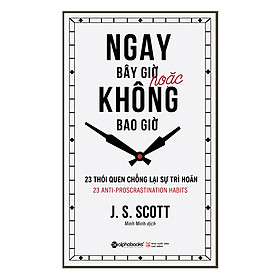 NGAY
BÂY GIỜ hoặc
KHÔNG
BAO GIỜ
23 THÓI QUEN CHỐNG LẠI SỰ TRÌ HOÃN
23 ANTI-PROSCRASTINATION HABITS
J. S. SCOTT
Minh Minh dịch
alphabooks